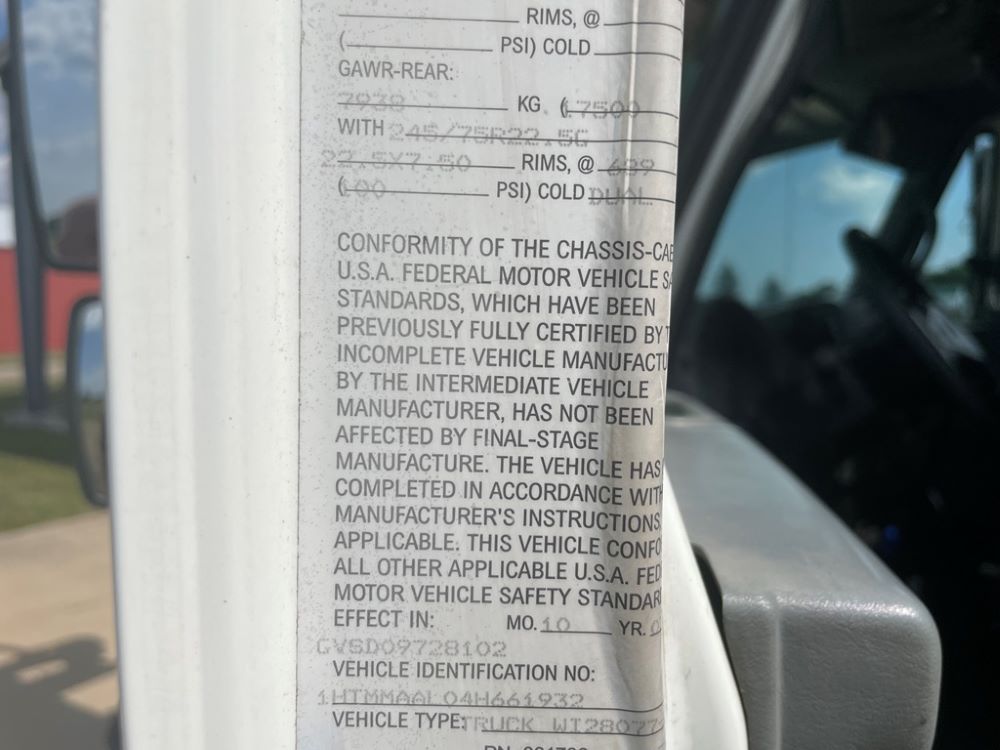 RIMS, @
( PSI) COLD
GAWR-REAR:
7938 KG (17500
WITH 245/75R22.5G
22.5X7.50 RIMS, @ 689
(100 PSI) COLD DUAL
CONFORMITY OF THE CHASSIS-CAB
U.S.A. FEDERAL MOTOR VEHICLE SA
STANDARDS, WHICH HAVE BEEN
PREVIOUSLY FULLY CERTIFIED BY T
INCOMPLETE VEHICLE MANUFACTU
BY THE INTERMEDIATE VEHICLE
MANUFACTURER, HAS NOT BEEN
AFFECTED BY FINAL-STAGE
MANUFACTURE. THE VEHICLE HAS
COMPLETED IN ACCORDANCE WITH
MANUFACTURER'S INSTRUCTIONS
APPLICABLE. THIS VEHICLE CONFO
ALL OTHER APPLICABLE U.S.A. FED
MOTOR VEHICLE SAFETY STANDAR
EFFECT IN: MO. 10 YR. 0
GVSD09728102
VEHICLE IDENTIFICATION NO:
1HTMMAAL04H661932
VEHICLE TYPE: TRUCK WI28077